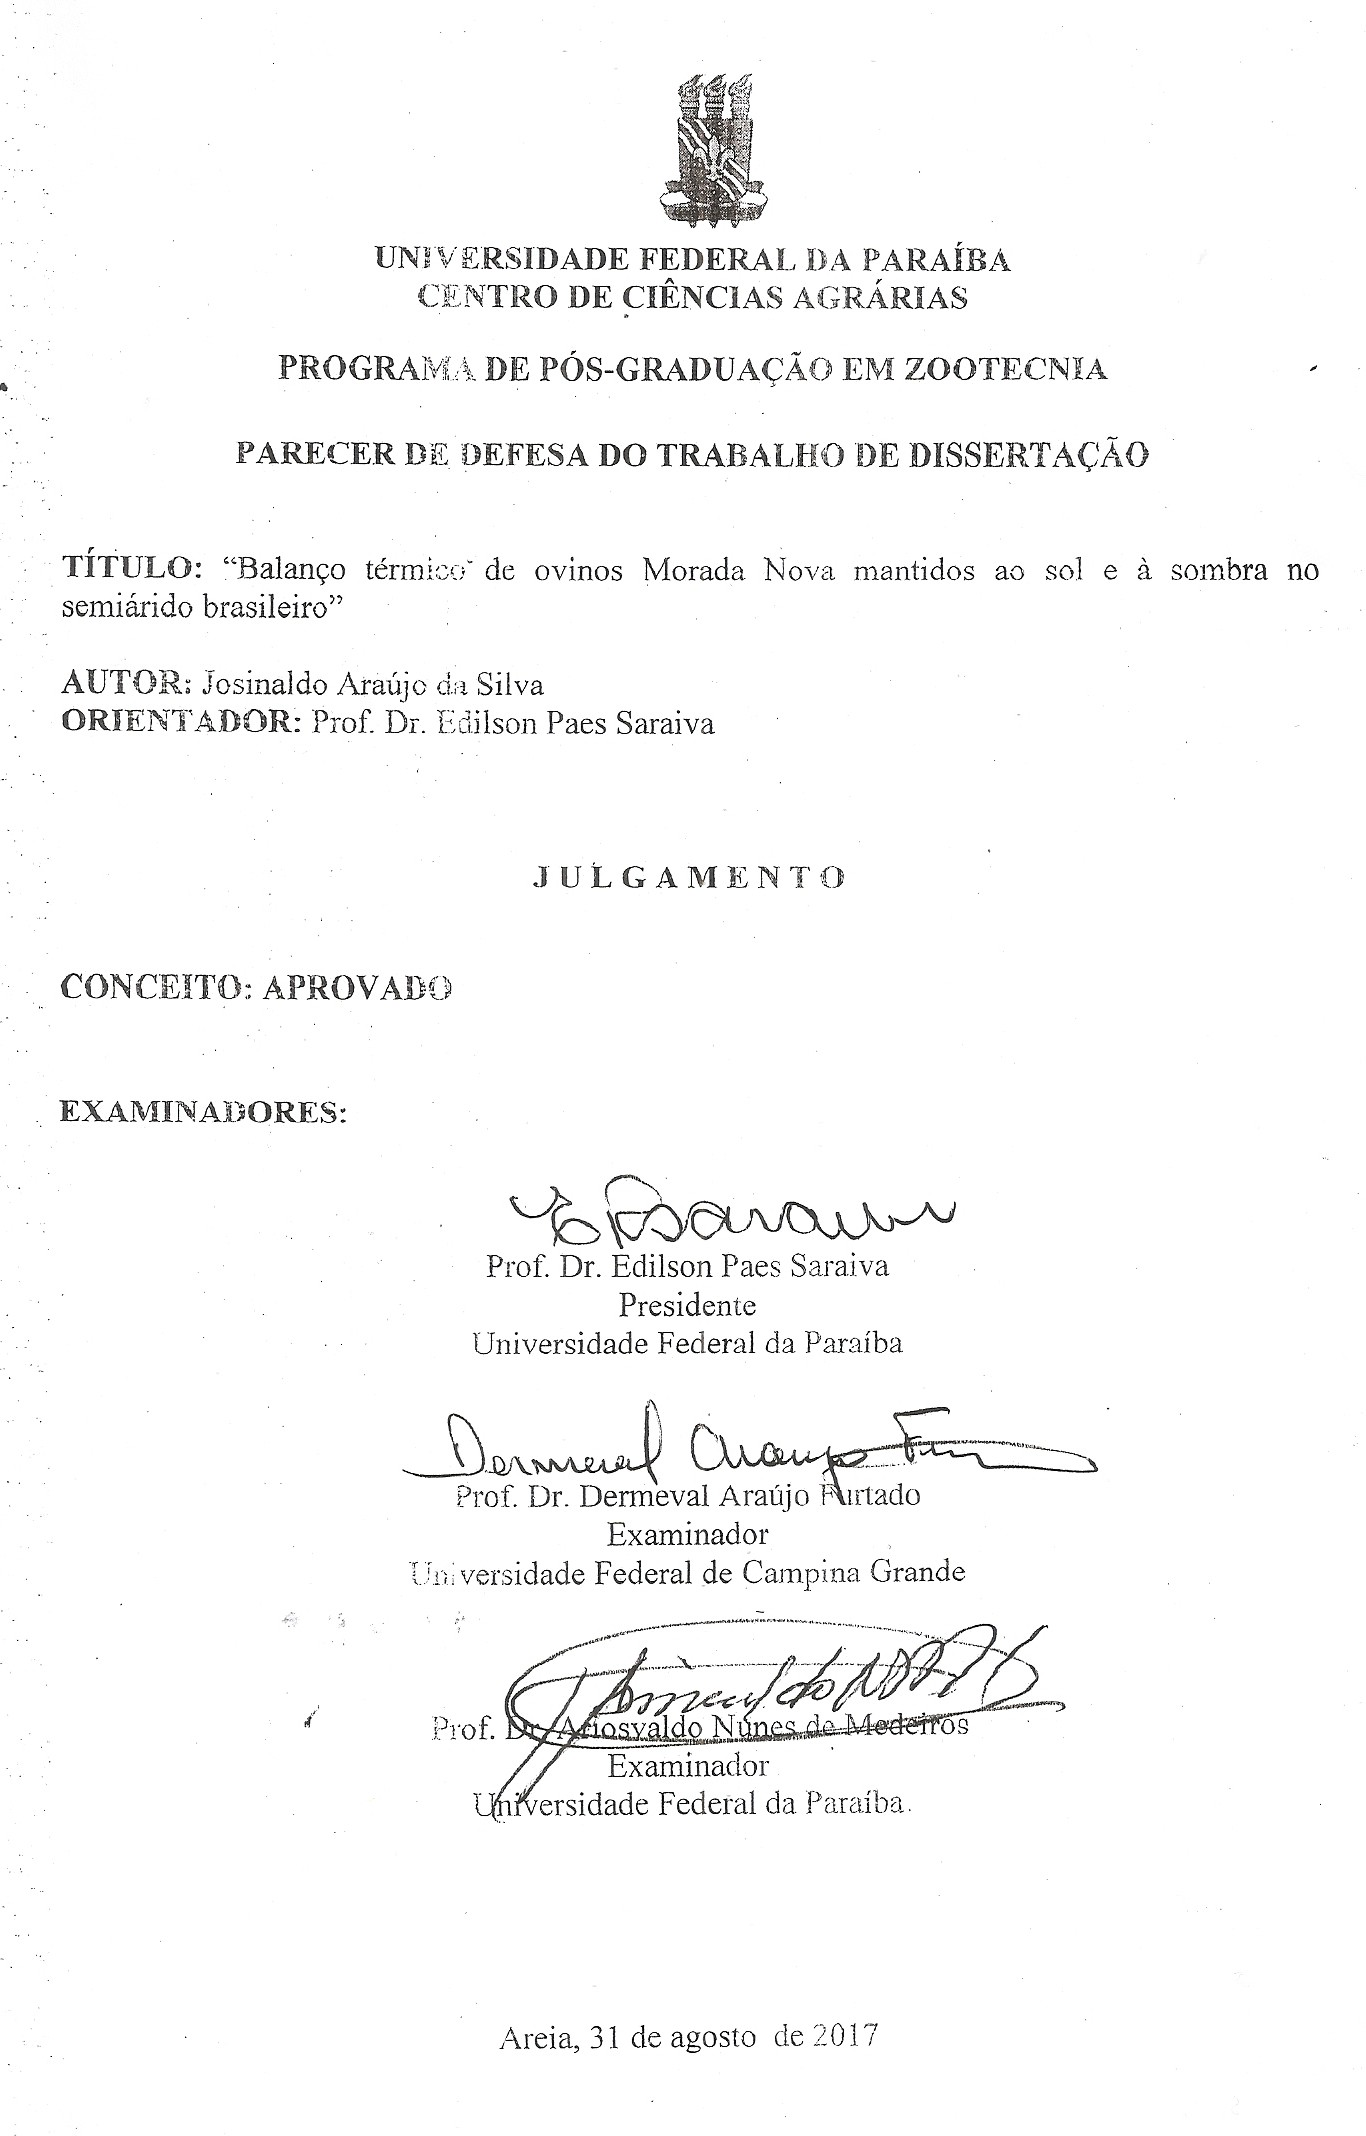 UNIVERSIDADE FEDERAL DA PARAÍBA
CENTRO DE CIÊNCIAS AGRÁRIAS
PROGRAMA DE PÓS-GRADUAÇÃO EM ZOOTECNIA
PARECER DE DEFESA DO TRABALHO DE DISSERTAÇÃO
TÍTULO: “Balanço térmico de ovinos Morada Nova mantidos ao sol e à sombra no
semiárido brasileiro”
AUTOR: Josinaldo Araújo da Silva
ORIENTADOR: Prof. Dr. Edilson Paes Saraiva
JULGAMENTO
CONCEITO: APROVADO
EXAMINADORES:
EPSaraiva
Prof. Dr. Edilson Paes Saraiva
Presidente
Universidade Federal da Paraíba
Dermeval Araujo
Prof. Dr. Dermeval Araújo Furtado
Examinador
Universidade Federal de Campina Grande
Prof. Dr. Ariosvaldo Nunes de Medeiros
Examinador
Universidade Federal da Paraíba.
Areia, 31 de agosto de 2017